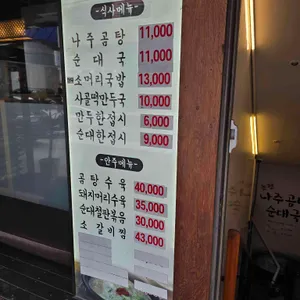 -식사메뉴-
나주곰탕 11,000
순대국 11,000
소머리국밥 13,000
사골떡만두국 10,000
만두한접시 6,000
순대한접시 9,000
-안주메뉴-
곰탕수육 40,000
돼지머리수육 35,000
순대철판볶음 30,000
소갈비찜 43,000
나주곰
순대국